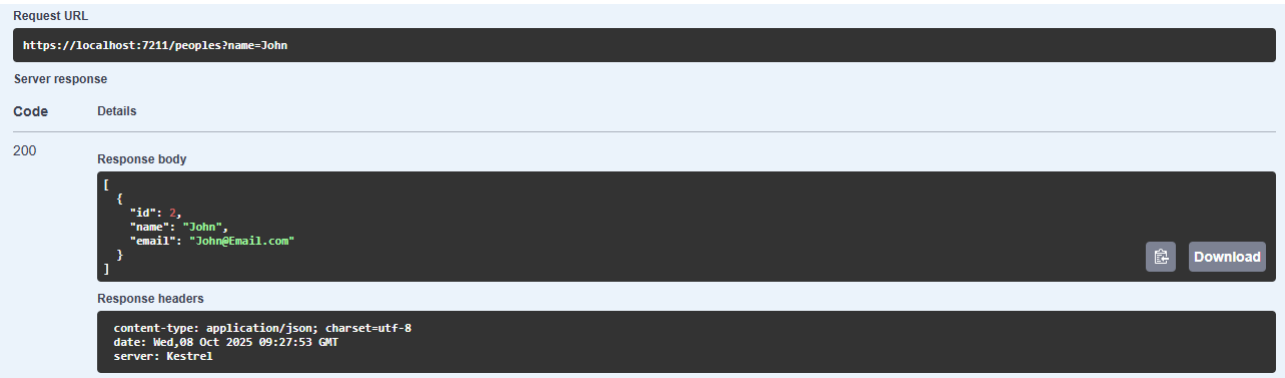 Request URL
https://localhost:7211/peoples?name=John
Server response
Code Details
200
Response body
[
  {
    "id": 2,
    "name": "John",
    "email": "John@Email.com"
  }
]
Download
Response headers
content-type: application/json; charset=utf-8
date: Wed,08 Oct 2025 09:27:53 GMT
server: Kestrel